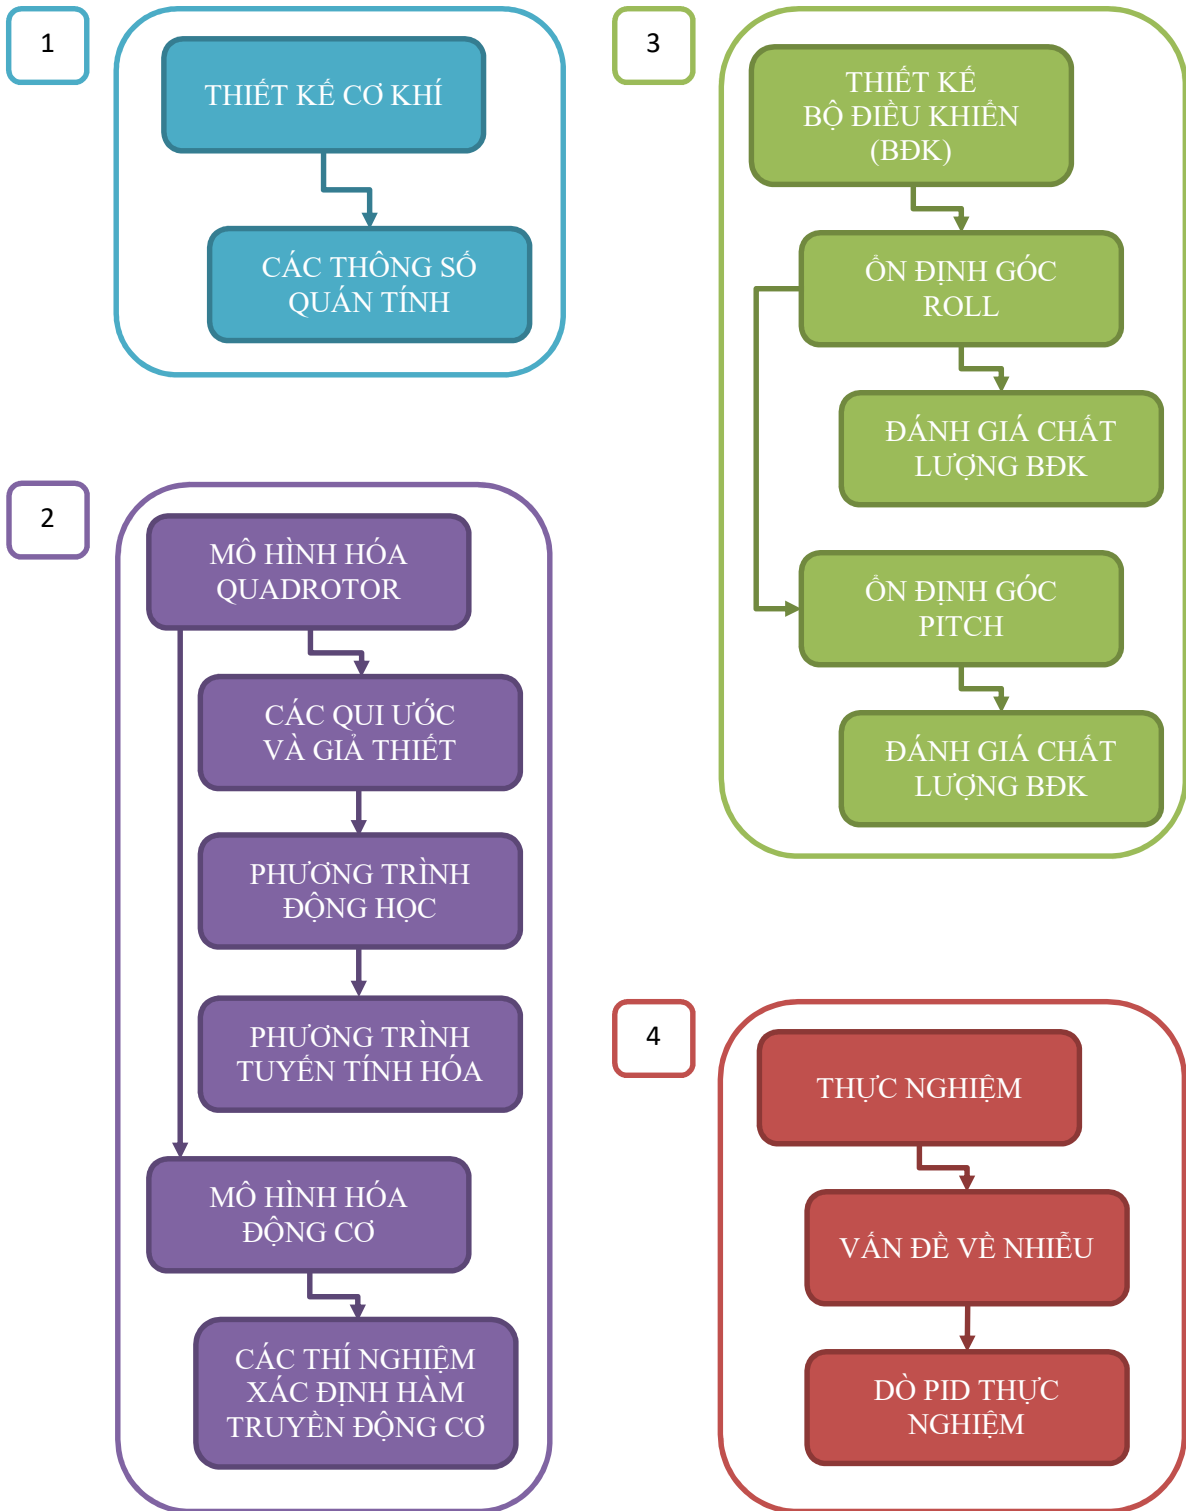 1
THIẾT KẾ CƠ KHÍ
CÁC THÔNG SỐ
QUÁN TÍNH
2
MÔ HÌNH HÓA
QUADROTOR
CÁC QUI ƯỚC
VÀ GIẢ THIẾT
PHƯƠNG TRÌNH
ĐỘNG HỌC
PHƯƠNG TRÌNH
TUYẾN TÍNH HÓA
MÔ HÌNH HÓA
ĐỘNG CƠ
CÁC THÍ NGHIỆM
XÁC ĐỊNH HÀM
TRUYỀN ĐỘNG CƠ
3
THIẾT KẾ
BỘ ĐIỀU KHIỂN
(BĐK)
ỔN ĐỊNH GÓC
ROLL
ĐÁNH GIÁ CHẤT
LƯỢNG BĐK
ỔN ĐỊNH GÓC
PITCH
ĐÁNH GIÁ CHẤT
LƯỢNG BĐK
4
THỰC NGHIỆM
VẤN ĐỀ VỀ NHIỄU
DÒ PID THỰC
NGHIỆM